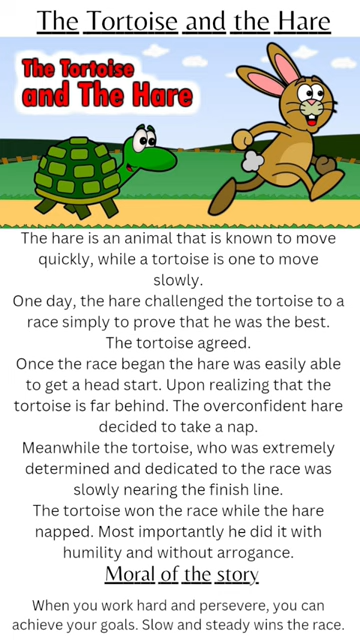 The Tortoise and the Hare
The Tortoise
and The Hare
The hare is an animal that is known to move
quickly, while a tortoise is one to move
slowly.
One day, the hare challenged the tortoise to a
race simply to prove that he was the best.
The tortoise agreed.
Once the race began the hare was easily able
to get a head start. Upon realizing that the
tortoise is far behind. The overconfident hare
decided to take a nap.
Meanwhile the tortoise, who was extremely
determined and dedicated to the race was
slowly nearing the finish line.
The tortoise won the race while the hare
napped. Most importantly he did it with
humility and without arrogance.
Moral of the story
When you work hard and persevere, you can
achieve your goals. Slow and steady wins the race.